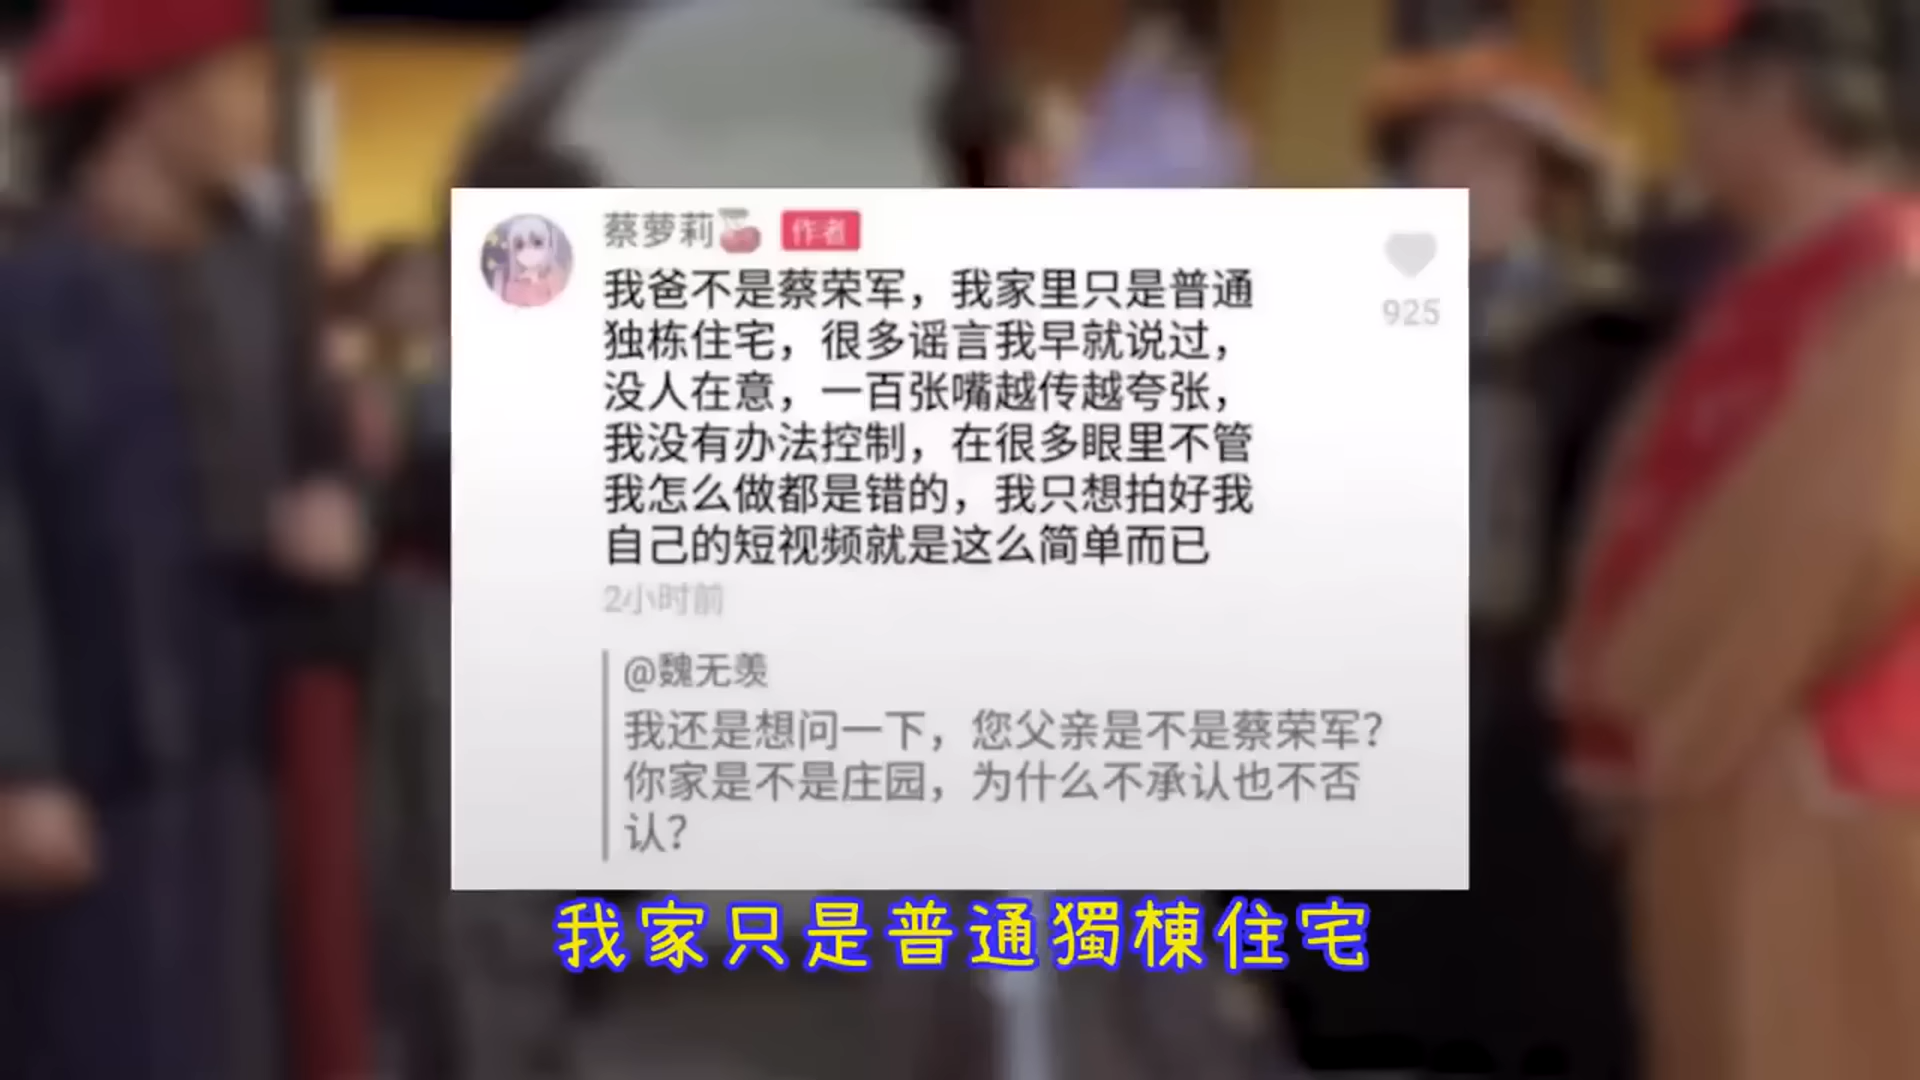 蔡萝莉 作者
我爸不是蔡荣军，我家里只是普通
独栋住宅，很多谣言我早就说过，
没人在意，一百张嘴越传越夸张，
我没有办法控制，在很多眼里不管
我怎么做都是错的，我只想拍好我
自己的短视频就是这么简单而已
925
2小时前
@魏无羡
我还是想问一下，您父亲是不是蔡荣军？
你家是不是庄园，为什么不承认也不否
认？
我家只是普通獨棟住宅